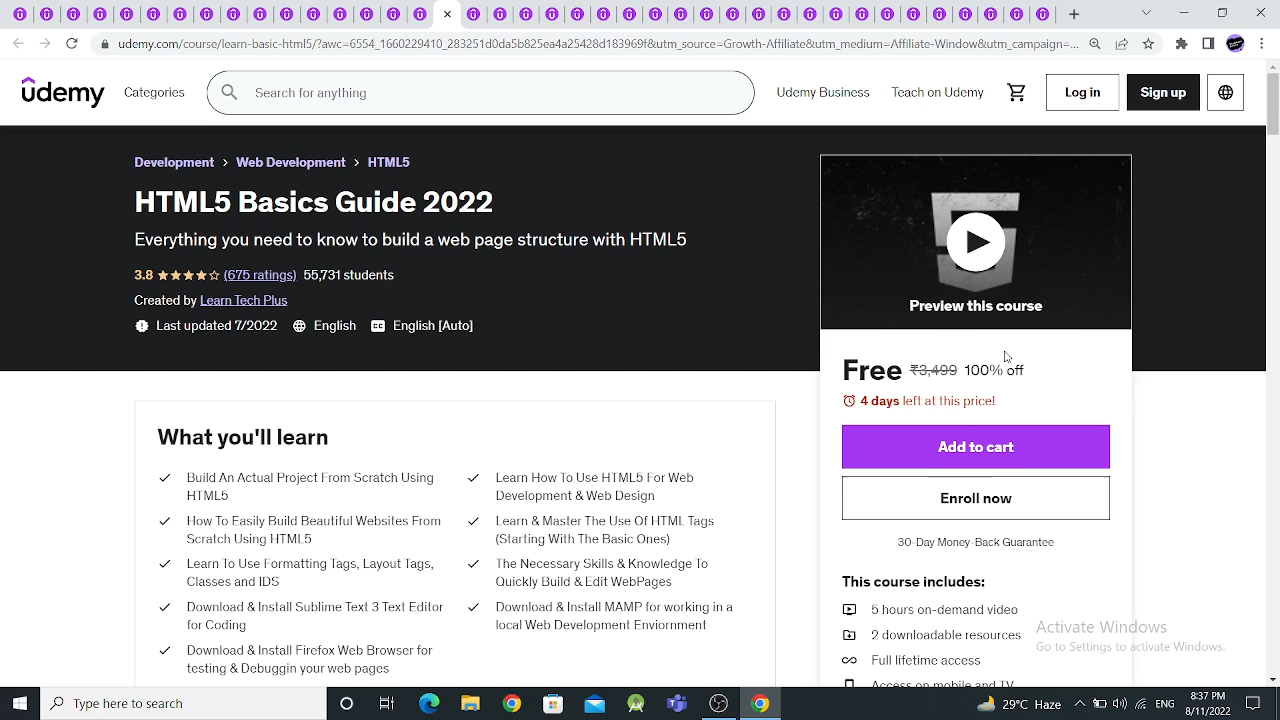 udemy.com/course/learn-basic-html5/?awc=6554_1660229410_283251d0da5b825ea4a25428d183969f&utm_source=Growth-Affiliate&utm_medium=Affiliate-Window&utm_campaign=...
udemy
Categories
Search for anything
Udemy Business
Teach on Udemy
Log in
Sign up
Development > Web Development > HTML5
HTML5 Basics Guide 2022
Everything you need to know to build a web page structure with HTML5
3.8 (675 ratings) 55,731 students
Created by Learn Tech Plus
Last updated 7/2022 English English [Auto]
Preview this course
Free ₹3,499 100% off
4 days left at this price!
Add to cart
Enroll now
30-Day Money-Back Guarantee
This course includes:
5 hours on-demand video
2 downloadable resources
Full lifetime access
Access on mobile and TV
What you'll learn
Build An Actual Project From Scratch Using
HTML5
How To Easily Build Beautiful Websites From
Scratch Using HTML5
Learn To Use Formatting Tags, Layout Tags,
Classes and IDS
Download & Install Sublime Text 3 Text Editor
for Coding
Download & Install Firefox Web Browser for
testing & Debuggin your web pages
Learn How To Use HTML5 For Web
Development & Web Design
Learn & Master The Use Of HTML Tags
(Starting With The Basic Ones)
The Necessary Skills & Knowledge To
Quickly Build & Edit WebPages
Download & Install MAMP for working in a
local Web Development Enviornment
Activate Windows
Go to Settings to activate Windows.
Type here to search
29°C Haze
ENG
8:37 PM
8/11/2022